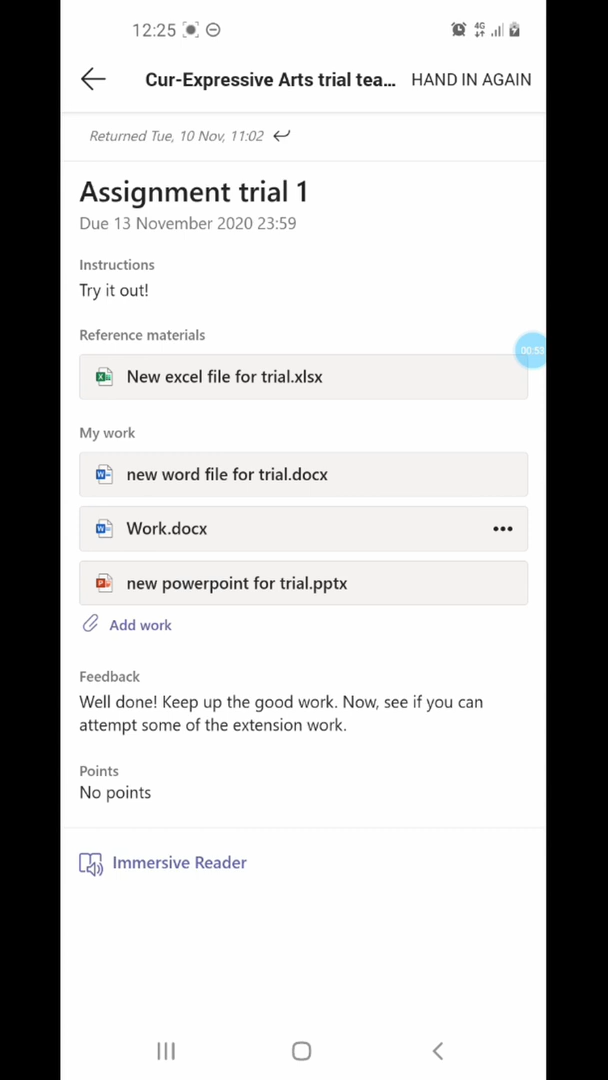 12:25
4G
Cur-Expressive Arts trial tea... HAND IN AGAIN
Returned Tue, 10 Nov, 11:02
Assignment trial 1
Due 13 November 2020 23:59
Instructions
Try it out!
Reference materials
00:53
New excel file for trial.xlsx
My work
new word file for trial.docx
Work.docx
new powerpoint for trial.pptx
Add work
Feedback
Well done! Keep up the good work. Now, see if you can
attempt some of the extension work.
Points
No points
Immersive Reader